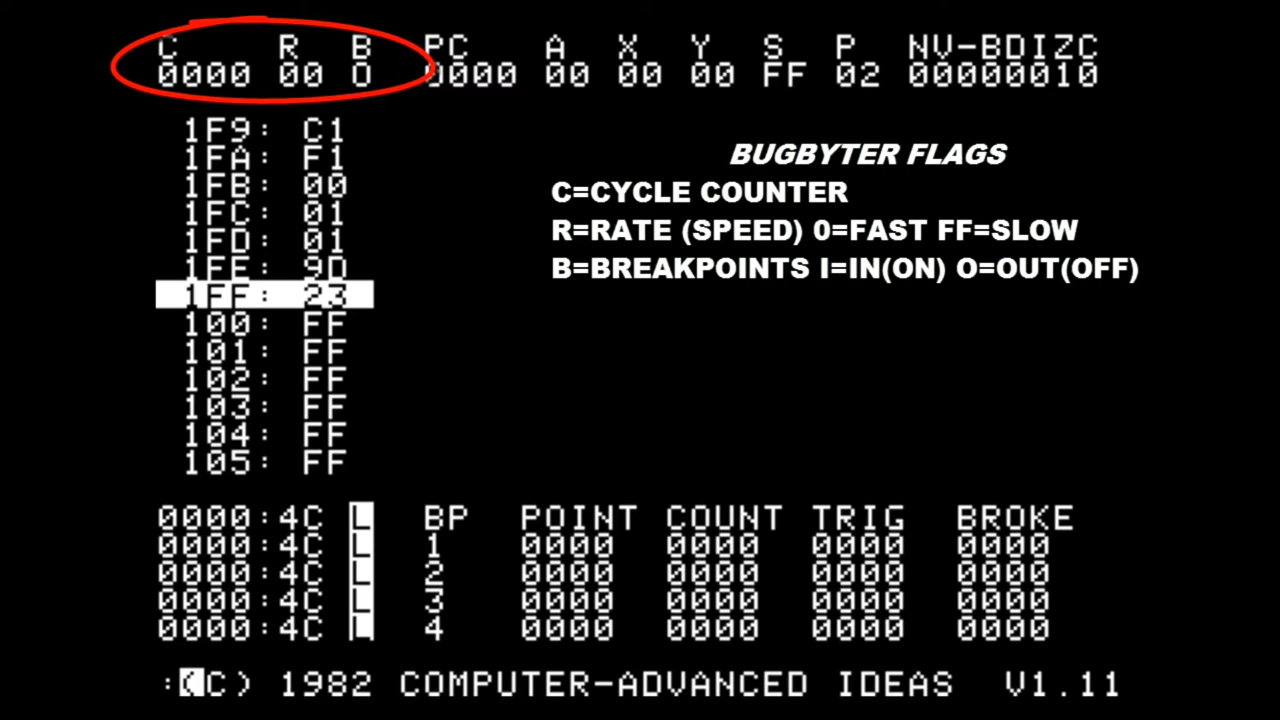 C R B PC A X Y S P NV-BDIZC
0000 00 O 0000 00 00 00 FF 02 00000010
1F9: C1
1FA: F1
BUGBYTER FLAGS
1FB: 00
C=CYCLE COUNTER
1FC: 01
1FD: 01
R=RATE (SPEED) 0=FAST FF=SLOW
1FE: 9D
B=BREAKPOINTS I=IN(ON) O=OUT(OFF)
1FF: 23
100: FF
101: FF
102: FF
103: FF
104: FF
105: FF
0000:4C L BP POINT COUNT TRIG BROKE
0000:4C L 1 0000 0000 0000 0000
0000:4C L 2 0000 0000 0000 0000
0000:4C L 3 0000 0000 0000 0000
0000:4C L 4 0000 0000 0000 0000
:(C) 1982 COMPUTER-ADVANCED IDEAS V1.11